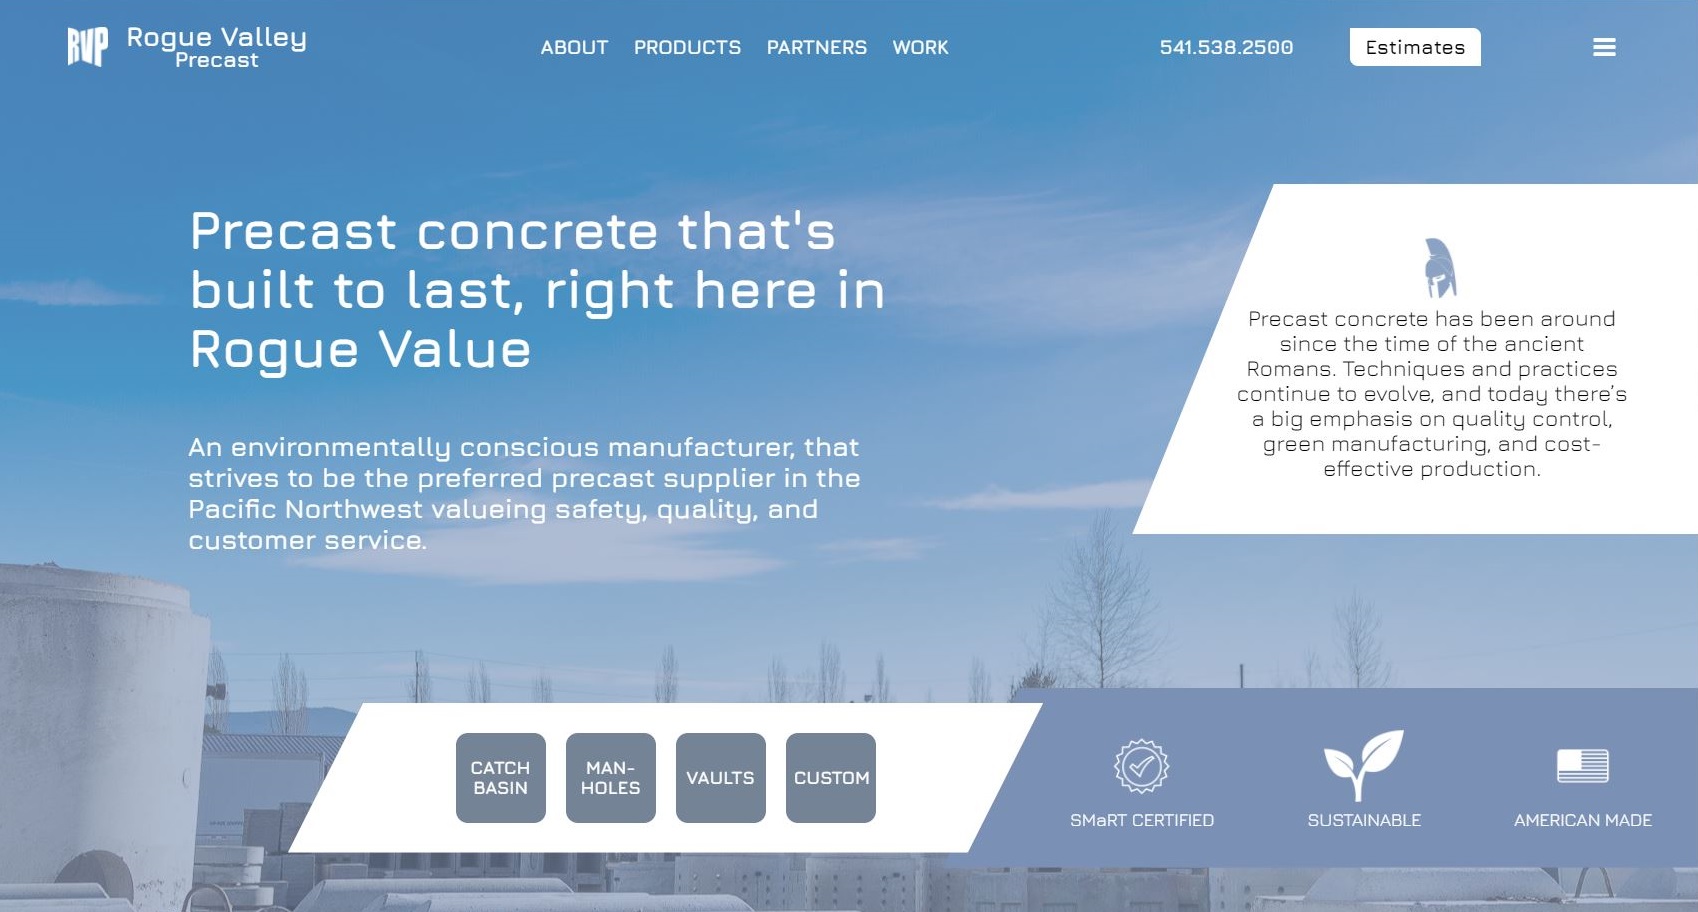 RVP
Rogue Valley
Precast
ABOUT PRODUCTS PARTNERS WORK
541.538.2500
Estimates
Precast concrete that's
built to last, right here in
Rogue Value
An environmentally conscious manufacturer, that
strives to be the preferred precast supplier in the
Pacific Northwest valueing safety, quality, and
customer service.
Precast concrete has been around
since the time of the ancient
Romans. Techniques and practices
continue to evolve, and today there’s
a big emphasis on quality control,
green manufacturing, and cost-
effective production.
CATCH
BASIN
MAN-
HOLES
VAULTS
CUSTOM
SMaRT CERTIFIED
SUSTAINABLE
AMERICAN MADE